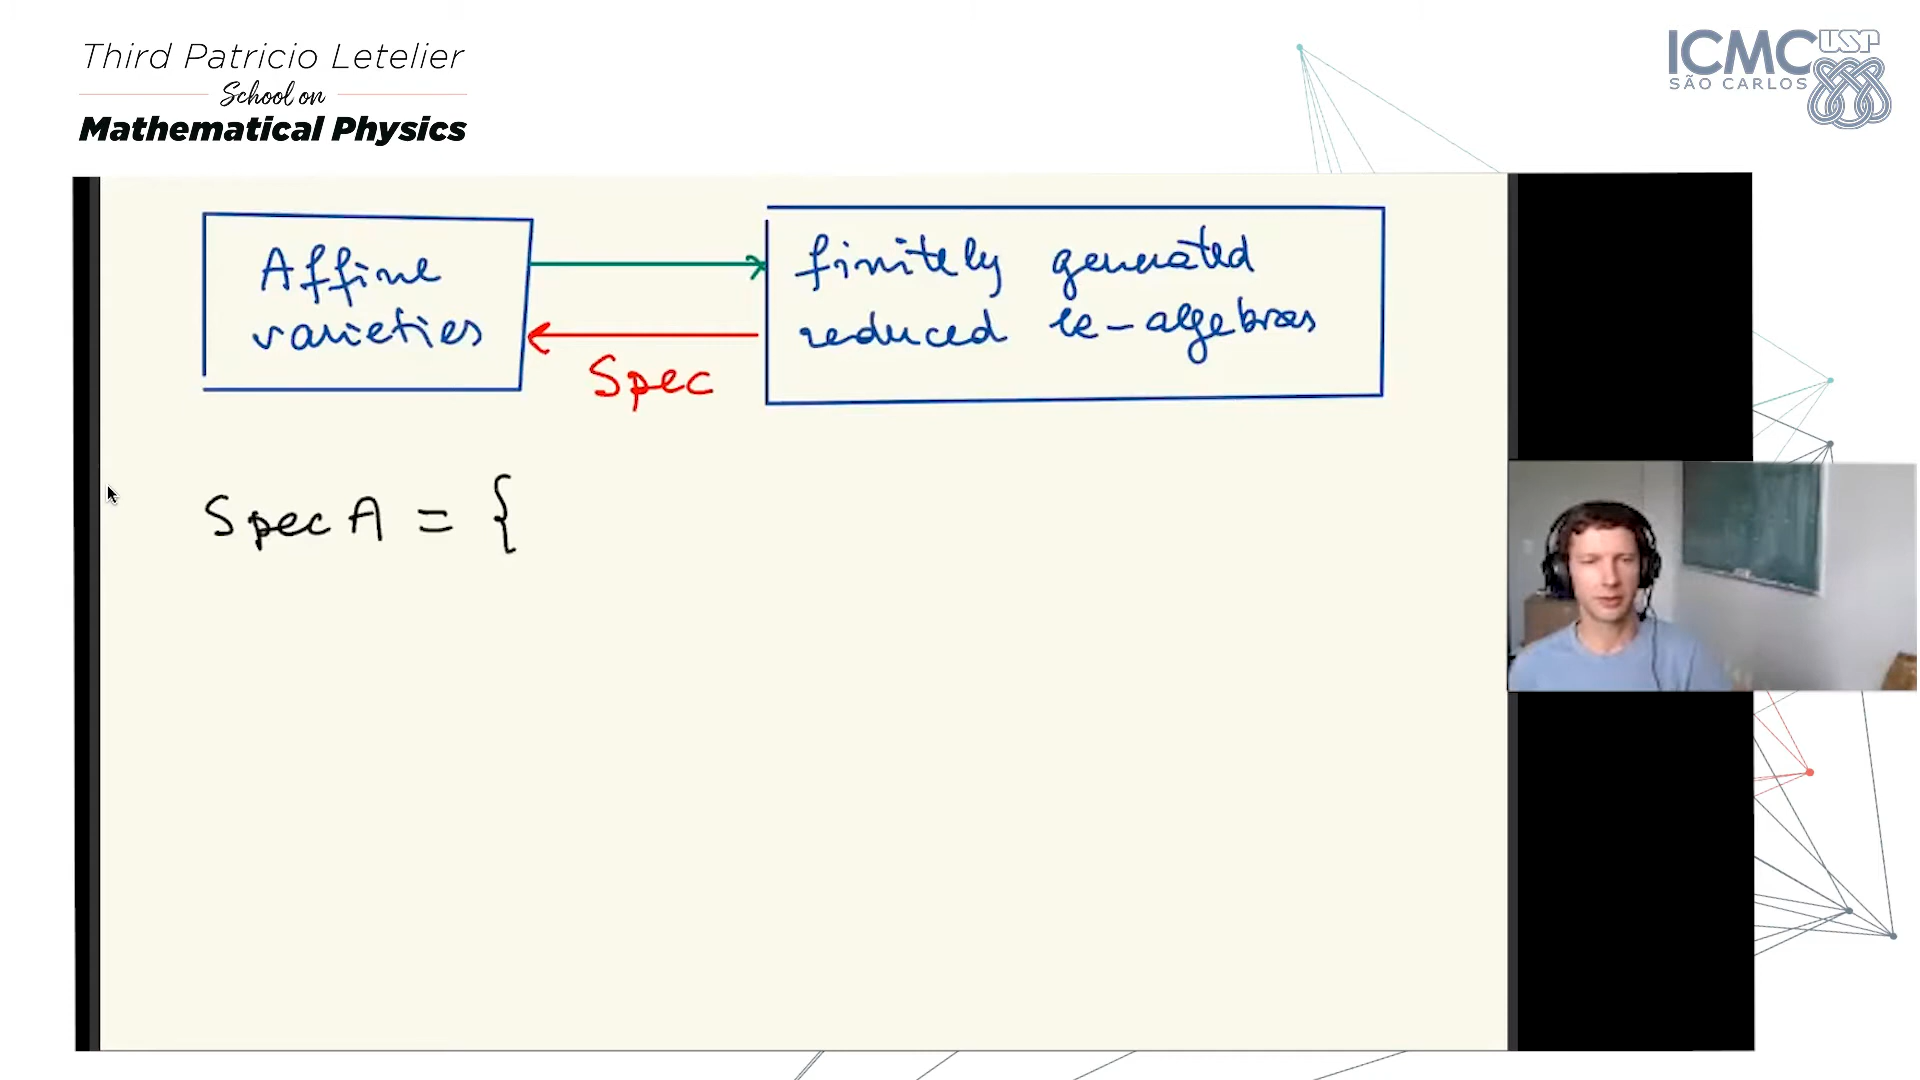 Third Patricio Letelier
School on
Mathematical Physics
ICMC USP
SÃO CARLOS
Affine
varieties
finitely generated
reduced k-algebras
Spec
Spec A = {